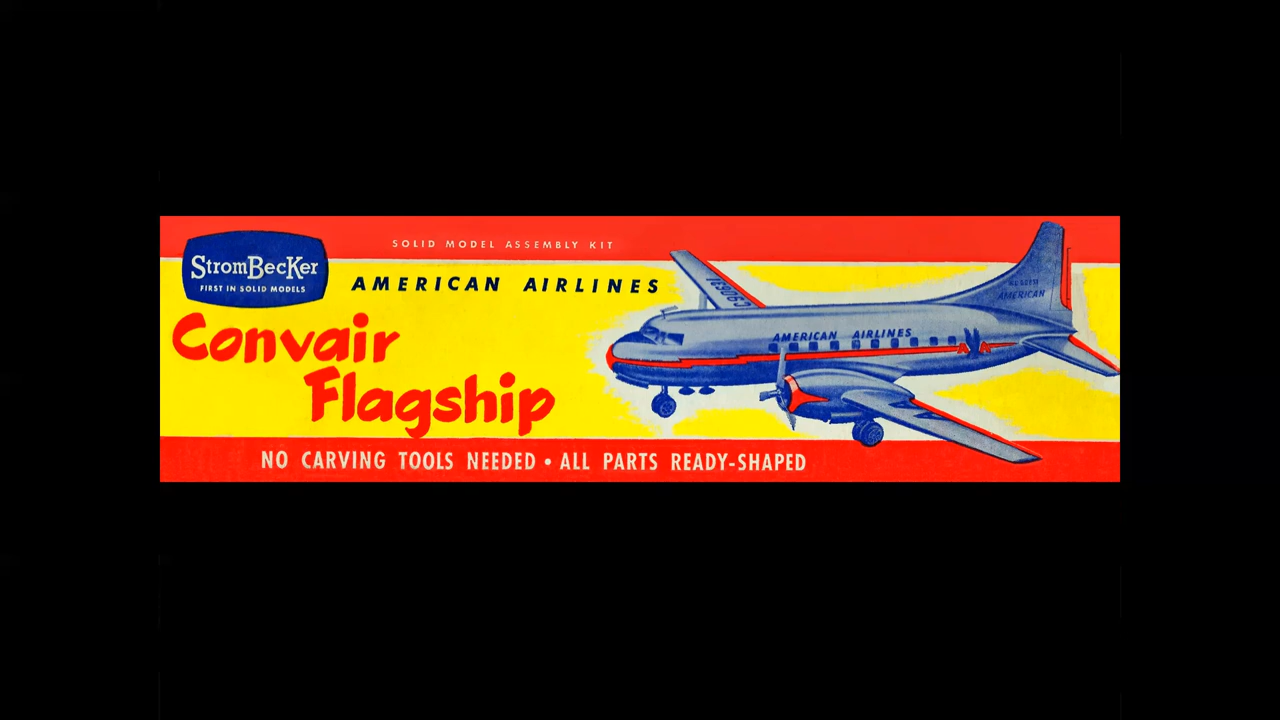 SOLID MODEL ASSEMBLY KIT
StromBecKer
FIRST IN SOLID MODELS
AMERICAN AIRLINES
Convair
Flagship
AMERICAN AIRLINES
AMERICAN
NO CARVING TOOLS NEEDED • ALL PARTS READY-SHAPED